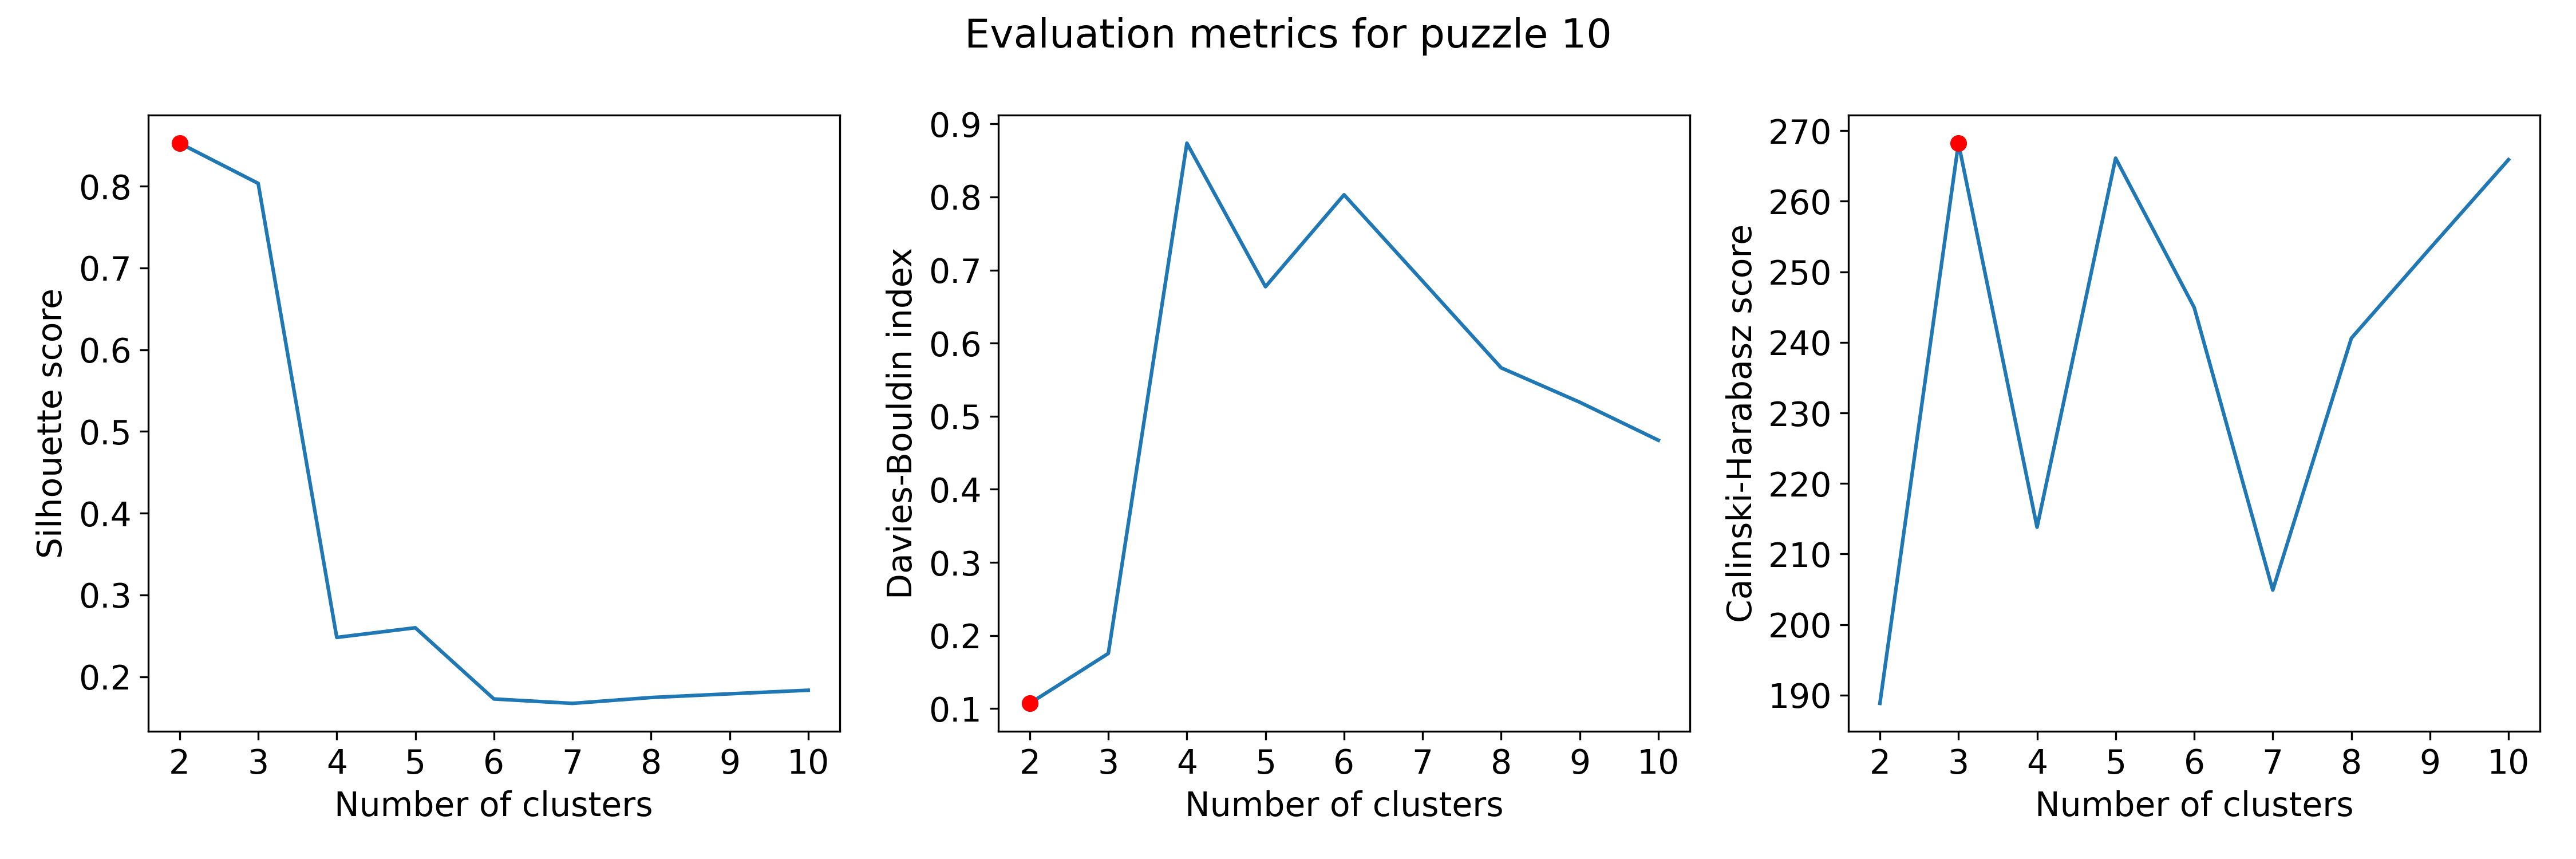 Evaluation metrics for puzzle 10
Silhouette score
0.8
0.7
0.6
0.5
0.4
0.3
0.2
2 3 4 5 6 7 8 9 10
Number of clusters
Davies-Bouldin index
0.9
0.8
0.7
0.6
0.5
0.4
0.3
0.2
0.1
2 3 4 5 6 7 8 9 10
Number of clusters
Calinski-Harabasz score
270
260
250
240
230
220
210
200
190
2 3 4 5 6 7 8 9 10
Number of clusters